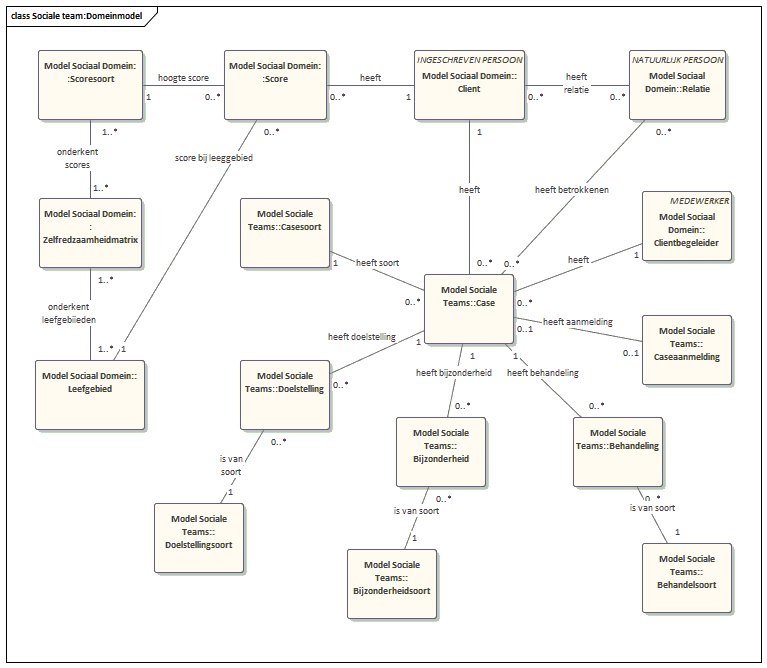 class Sociale team:Domeinmodel
Model Sociaal Domein:
:Scoresoort
hoogte score
1
0..*
Model Sociaal Domein:
:Score
heeft
0..*
1
INGESCHREVEN PERSOON
Model Sociaal Domein::
Client
heeft
relatie
0..*
0..*
NATUURLIJK PERSOON
Model Sociaal
Domein::Relatie
1..*
onderkent
scores
1..*
0..*
score bij leeggebied
1
heeft
0..*
0..*
heeft betrokkenen
0..*
Model Sociaal Domein:
:
Zelfredzaamheidmatrix
Model Sociale
Teams::Casesoort
1
heeft soort
0..*
MEDEWERKER
Model Sociaal
Domein::
Clientbegeleider
heeft
1
0..*
1..*
onderkent
leefgebiieden
1..*
1
Model Sociale
Teams::Case
0..1
heeft aanmelding
0..1
Model Sociale
Teams::
Caseaanmelding
heeft doelstelling
1
0..*
1
heeft bijzonderheid
0..*
1
heeft behandeling
0..*
Model Sociaal Domein::
Leefgebied
Model Sociale
Teams::Doelstelling
0..*
is van
soort
1
Model Sociale
Teams::
Bijzonderheid
0..*
is van soort
1
Model Sociale
Teams::Behandeling
0..*
is van soort
1
Model Sociale
Teams::
Doelstellingsoort
Model Sociale
Teams::
Bijzonderheidsoort
Model Sociale
Teams::
Behandelsoort